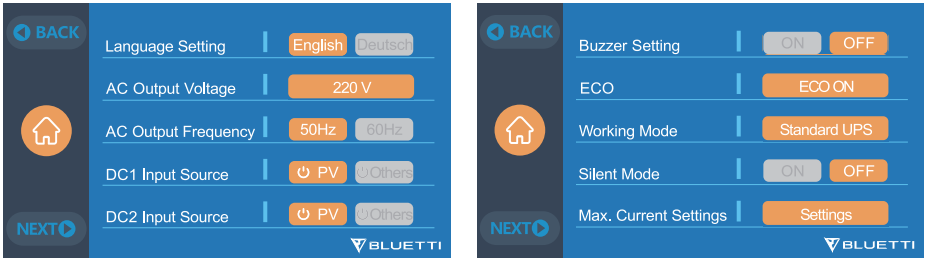 BACK
Language Setting English Deutsch
AC Output Voltage 220 V
AC Output Frequency 50Hz 60Hz
DC1 Input Source PV Others
DC2 Input Source PV Others
NEXT
BLUETTI
BACK
Buzzer Setting ON OFF
ECO ECO ON
Working Mode Standard UPS
Silent Mode ON OFF
Max. Current Settings Settings
NEXT
BLUETTI